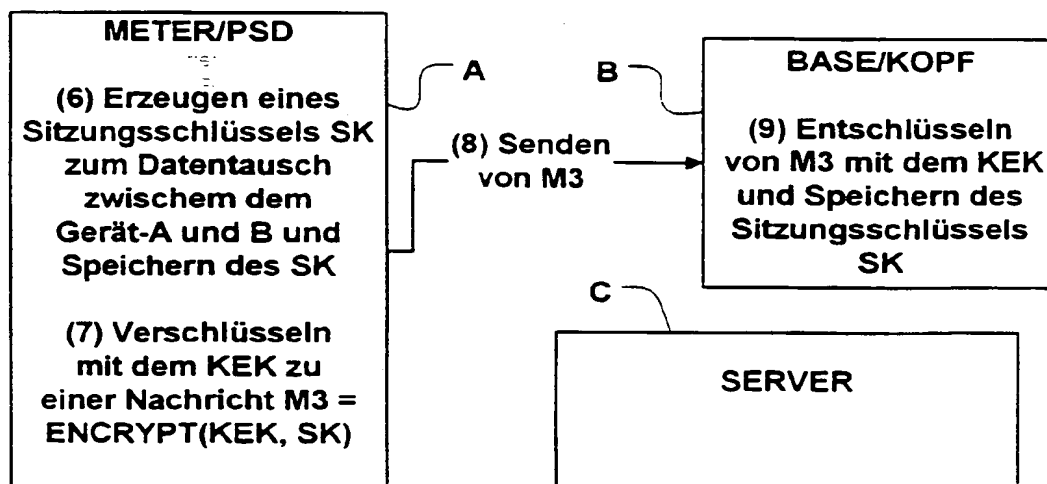 METER/PSD
(6) Erzeugen eines
Sitzungsschlüssels SK
zum Datentausch
zwischem dem
Gerät-A und B und
Speichern des SK
(7) Verschlüsseln
mit dem KEK zu
einer Nachricht M3 =
ENCRYPT(KEK, SK)
A
(8) Senden
von M3
B
BASE/KOPF
(9) Entschlüsseln
von M3 mit dem KEK
und Speichern des
Sitzungsschlüssels
SK
C
SERVER